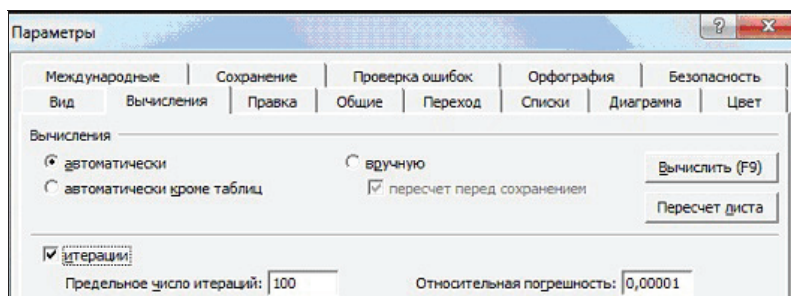 Параметры
Международные Сохранение Проверка ошибок Орфография Безопасность
Вид Вычисления Правка Общие Переход Списки Диаграмма Цвет
Вычисления
автоматически вручную Вычислить (F9)
автоматически кроме таблиц пересчет перед сохранением
Пересчет листа
итерации
Предельное число итераций: 100 Относительная погрешность: 0,00001